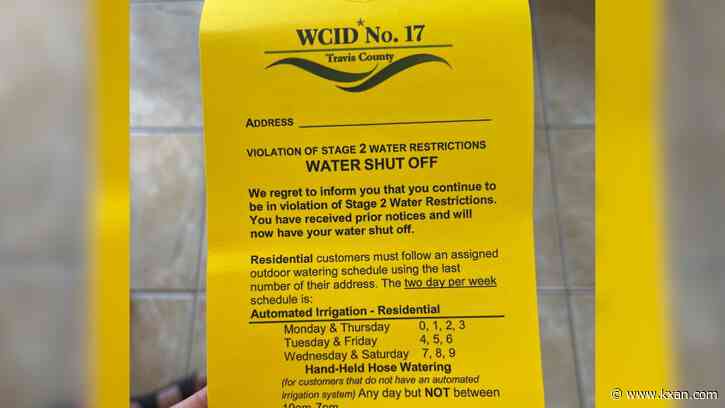 WCID No. 17
Travis County
ADDRESS
VIOLATION OF STAGE 2 WATER RESTRICTIONS
WATER SHUT OFF
We regret to inform you that you continue to
be in violation of Stage 2 Water Restrictions.
You have received prior notices and will
now have your water shut off.
Residential customers must follow an assigned
outdoor watering schedule using the last
number of their address. The two day per week
schedule is:
Automated Irrigation - Residential
Monday & Thursday 0, 1, 2, 3
Tuesday & Friday 4, 5, 6
Wednesday & Saturday 7, 8, 9
Hand-Held Hose Watering
(for customers that do not have an automated
irrigation system) Any day but NOT between
10am-7pm
www.kxan.com